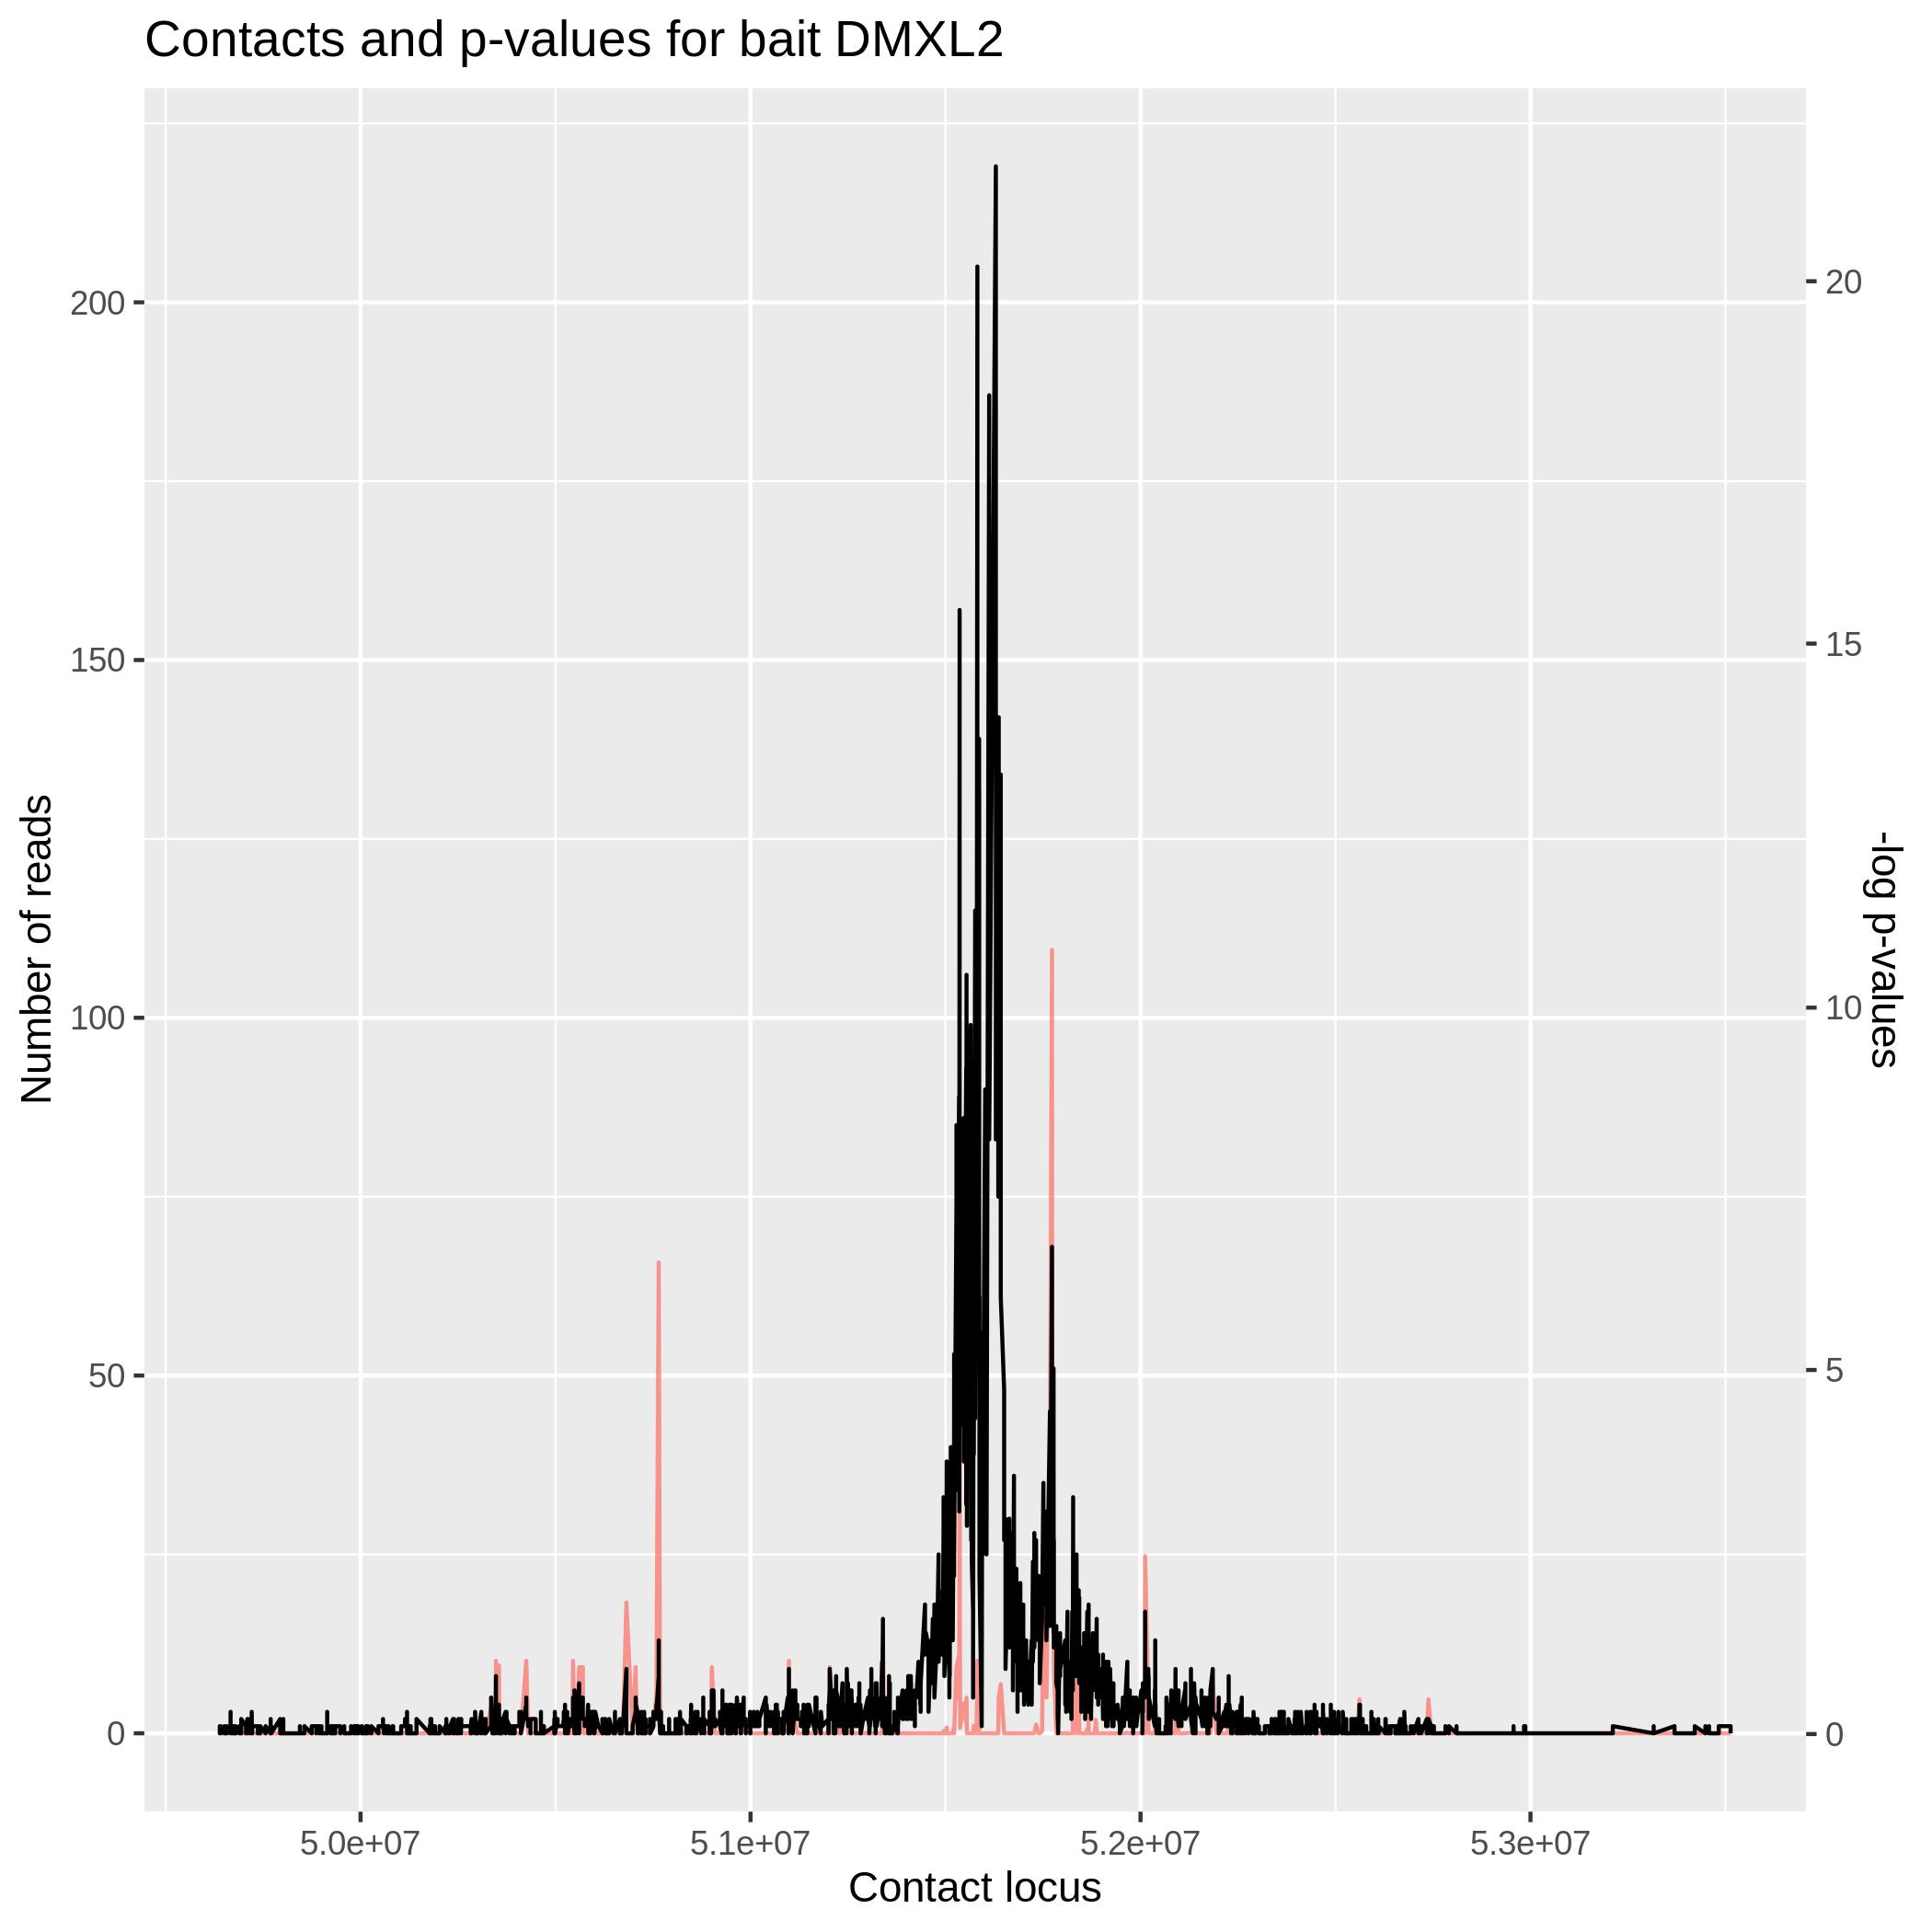 Contacts and p-values for bait DMXL2
200
150
100
50
0
Number of reads
20
15
10
5
0
-log p-values
5.0e+07
5.1e+07
5.2e+07
5.3e+07
Contact locus